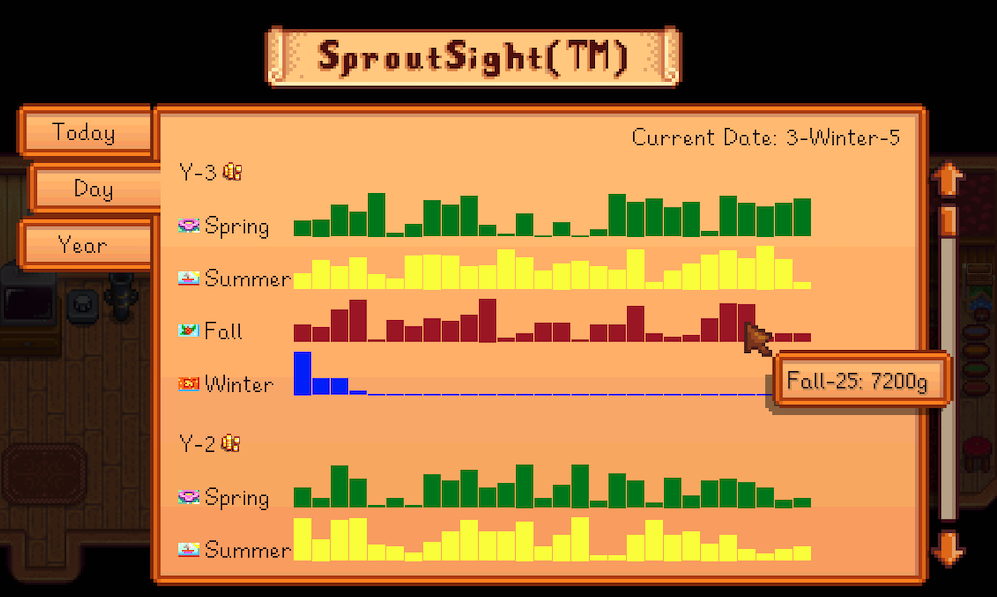 SproutSight(TM)
Today
Day
Year
Current Date: 3-Winter-5
Y-3
Spring
Summer
Fall
Winter
Fall-25: 7200g
Y-2
Spring
Summer